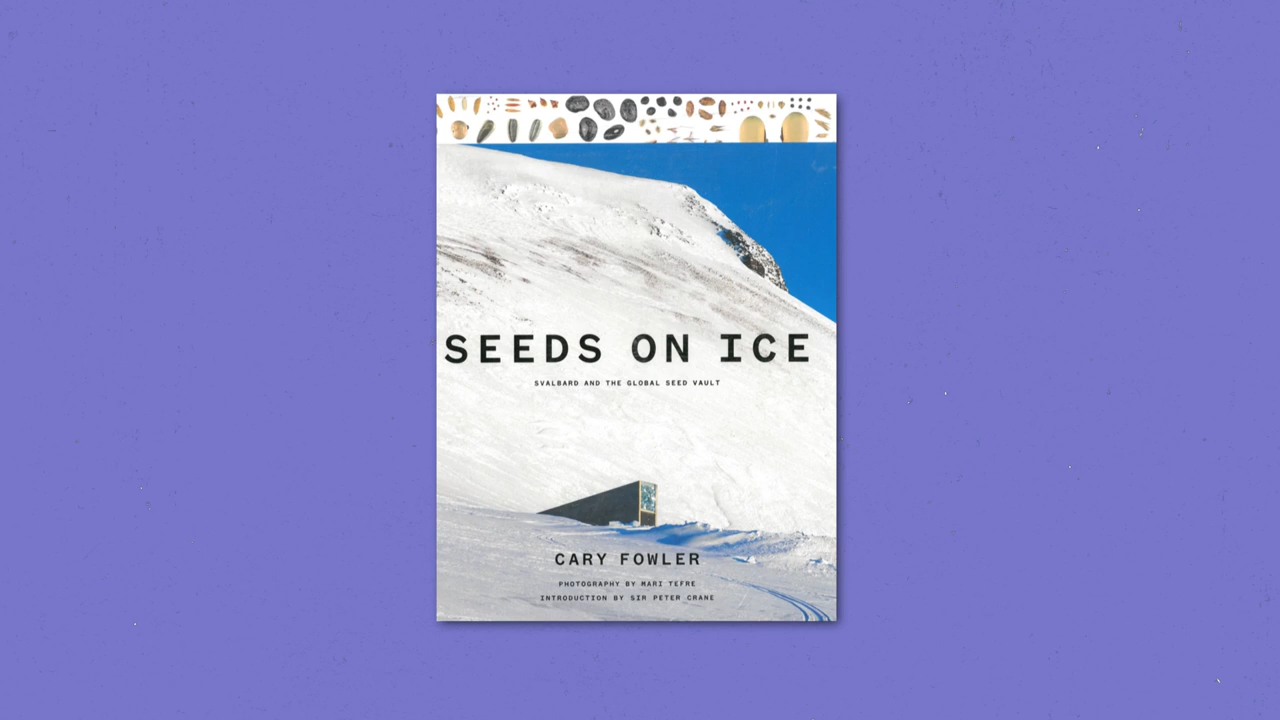 SEEDS ON ICE
SVALBARD AND THE GLOBAL SEED VAULT
CARY FOWLER
PHOTOGRAPHY BY MARI TEFRE
INTRODUCTION BY SIR PETER CRANE